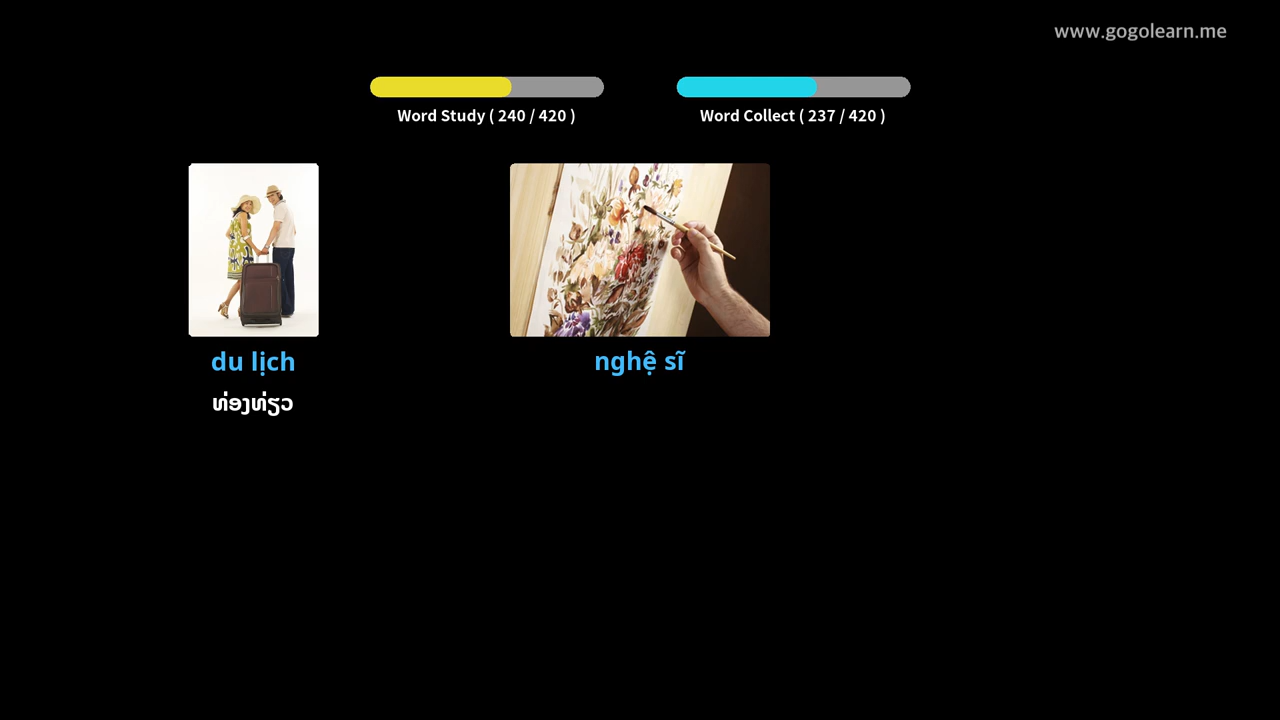 www.gogolearn.me
Word Study ( 240 / 420 )
Word Collect ( 237 / 420 )
du lịch
nghệ sĩ
ທ່ອງທ່ຽວ